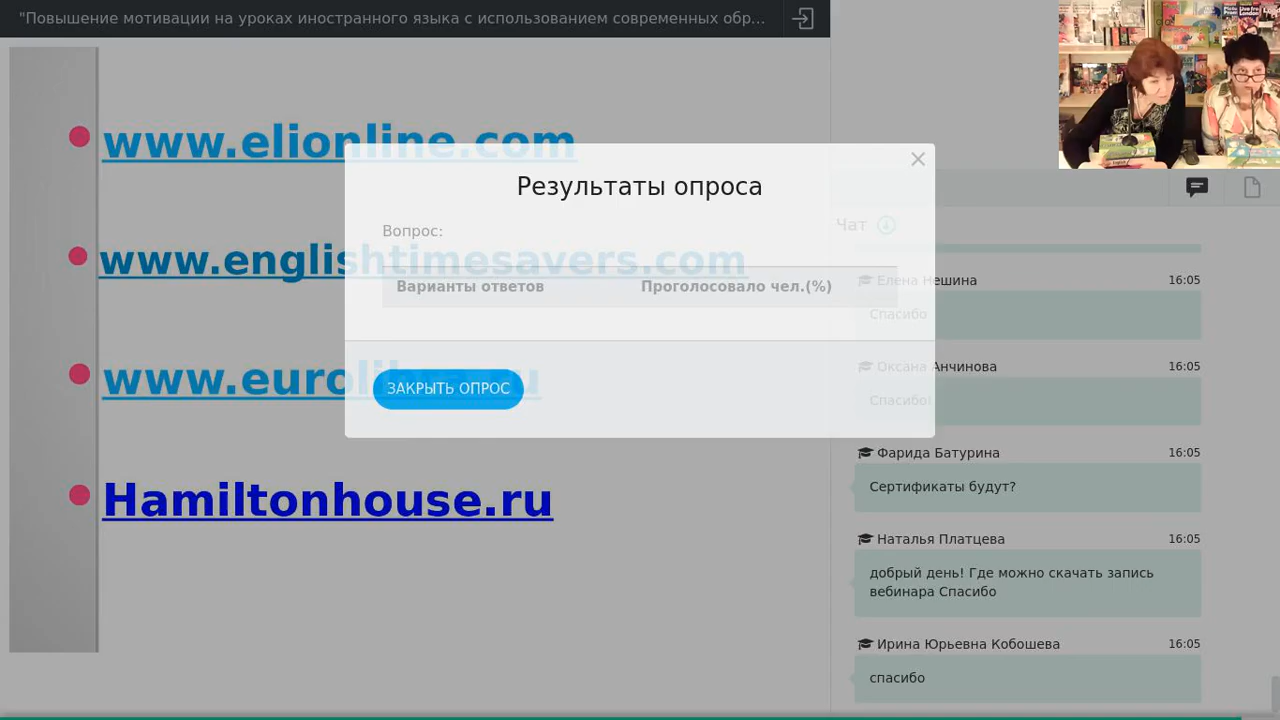 "Повышение мотивации на уроках иностранного языка с использованием современных обр...
www.elionline.com
www.englishtimesavers.com
www.eurolibra.ru
Hamiltonhouse.ru
Результаты опроса
Вопрос:
Варианты ответов Проголосовало чел.(%)
ЗАКРЫТЬ ОПРОС
Чат
Елена Нешина 16:05
Спасибо
Оксана Анчинова 16:05
Спасибо!
Фарида Батурина 16:05
Сертификаты будут?
Наталья Платцева 16:05
добрый день! Где можно скачать запись
вебинара Спасибо
Ирина Юрьевна Кобошева 16:05
спасибо